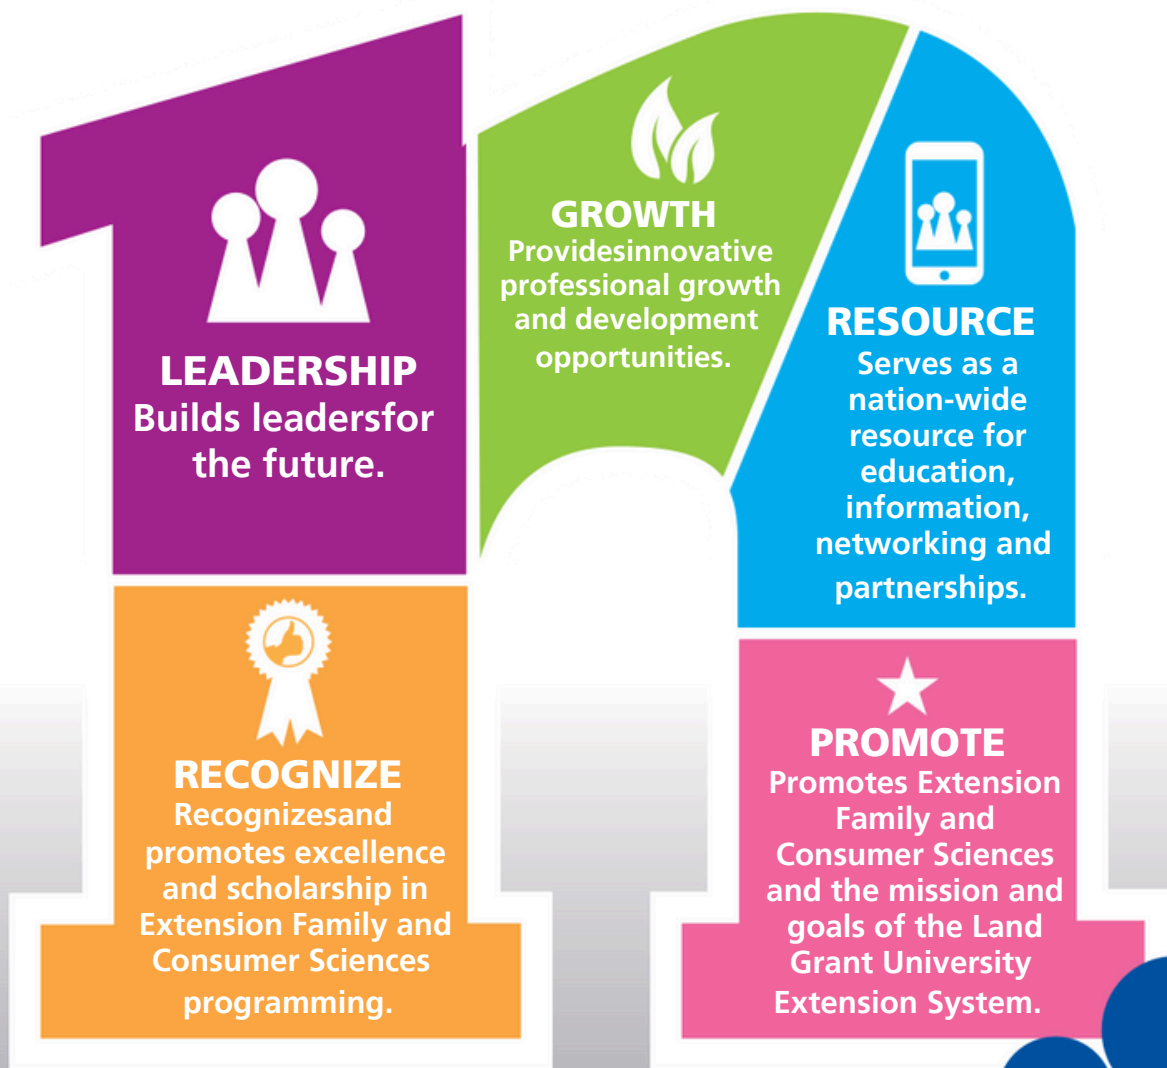 LEADERSHIP
Builds leadersfor
the future.
GROWTH
Providesinnovative
professional growth
and development
opportunities.
RESOURCE
Serves as a
nation-wide
resource for
education,
information,
networking and
partnerships.
RECOGNIZE
Recognizesand
promotes excellence
and scholarship in
Extension Family and
Consumer Sciences
programming.
PROMOTE
Promotes Extension
Family and
Consumer Sciences
and the mission and
goals of the Land
Grant University
Extension System.